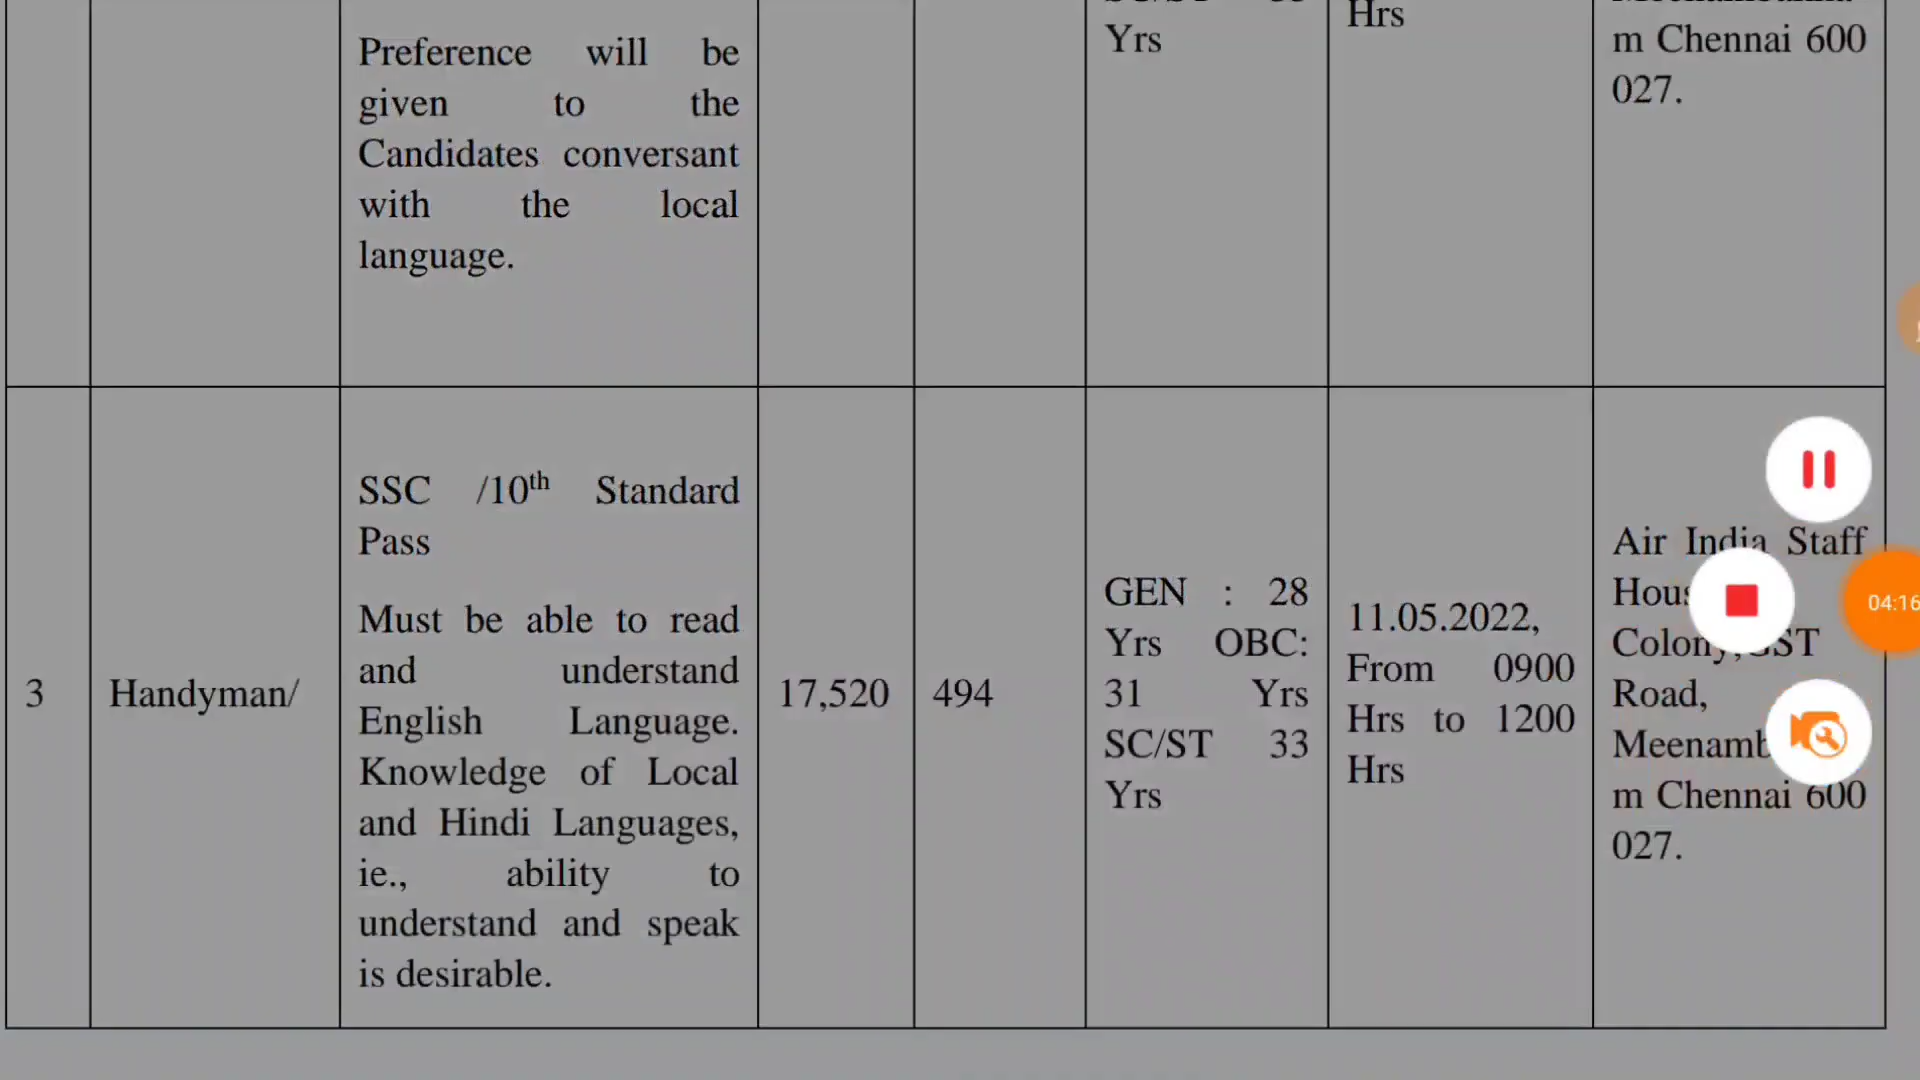 Yrs
Hrs
m Chennai 600
027.
Preference will be
given to the
Candidates conversant
with the local
language.
3
Handyman/
SSC /10th Standard
Pass
Must be able to read
and understand
English Language.
Knowledge of Local
and Hindi Languages,
ie., ability to
understand and speak
is desirable.
17,520
494
GEN : 28
Yrs OBC:
31 Yrs
SC/ST 33
Yrs
11.05.2022,
From 0900
Hrs to 1200
Hrs
Air India Staff
Road,
m Chennai 600
027.
04:16